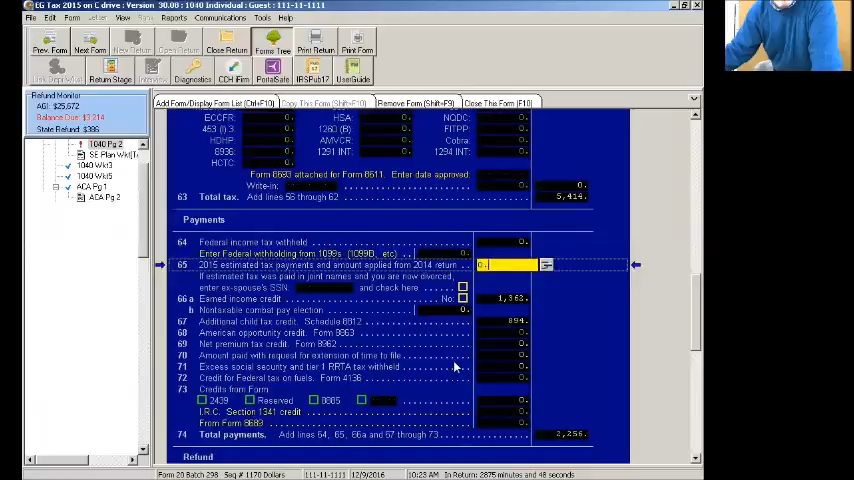 EG Tax 2015 on C drive : Version 30.08 : 1040 Individual : Guest : 111-11-1111
File Edit Form Letter View Bank Reports Communications Tools Window Help
Prev. Form Next Form New Return Open Return Close Return Forms Tree Print Return Print Form
Return Stage Interview Diagnostics CCH iFirm PortalSafe IRSPub17 UserGuide
Refund Monitor
AGI: $25,672
Balance Due: $3,214
State Refund: $386
Add Form/Display Form List (Ctrl+F10) Copy This Form (Shift+F10) Remove Form (Shift+F9) Close This Form (F10)
1040 Pg 2
SE Plan Wkt[T
1040 Wkt3
1040 Wkt5
ACA Pg 1
ACA Pg 2
ECCFR: 0. HSA: 0. NQDC: 0.
453 (l) 3 0. 1260 (B) 0. FITPP: 0.
HDHP: 0. AMVCR: 0. Cobra: 0.
8936: 0. 1291 INT: 0. 1294 INT: 0.
HCTC: 0.
Form 8693 attached for Form 8611. Enter date approved:
Write-in: 0. 0.
63 Total tax. Add lines 56 through 62 5,414.
Payments
64 Federal income tax withheld 0.
Enter Federal withholding from 1099s (1099B, etc) 0.
65 2015 estimated tax payments and amount applied from 2014 return 0.
If estimated tax was paid in joint names and you are now divorced,
enter ex-spouse's SSN: and check here
66 a Earned income credit No: 1,362.
b Nontaxable combat pay election 0.
67 Additional child tax credit. Schedule 8812 894.
68 American opportunity credit. Form 8863 0.
69 Net premium tax credit. Form 8962 0.
70 Amount paid with request for extension of time to file 0.
71 Excess social security and tier 1 RRTA tax withheld 0.
72 Credit for Federal tax on fuels. Form 4136 0.
73 Credits from Form
2439 Reserved 8885 0.
I.R.C. Section 1341 credit 0.
From Form 8689 0.
74 Total payments. Add lines 64, 65, 66a and 67 through 73 2,256.
Refund
Form 20 Batch 298 Seq # 1170 Dollars 111-11-1111 12/9/2016 10:23 AM In Return: 2875 minutes and 48 seconds